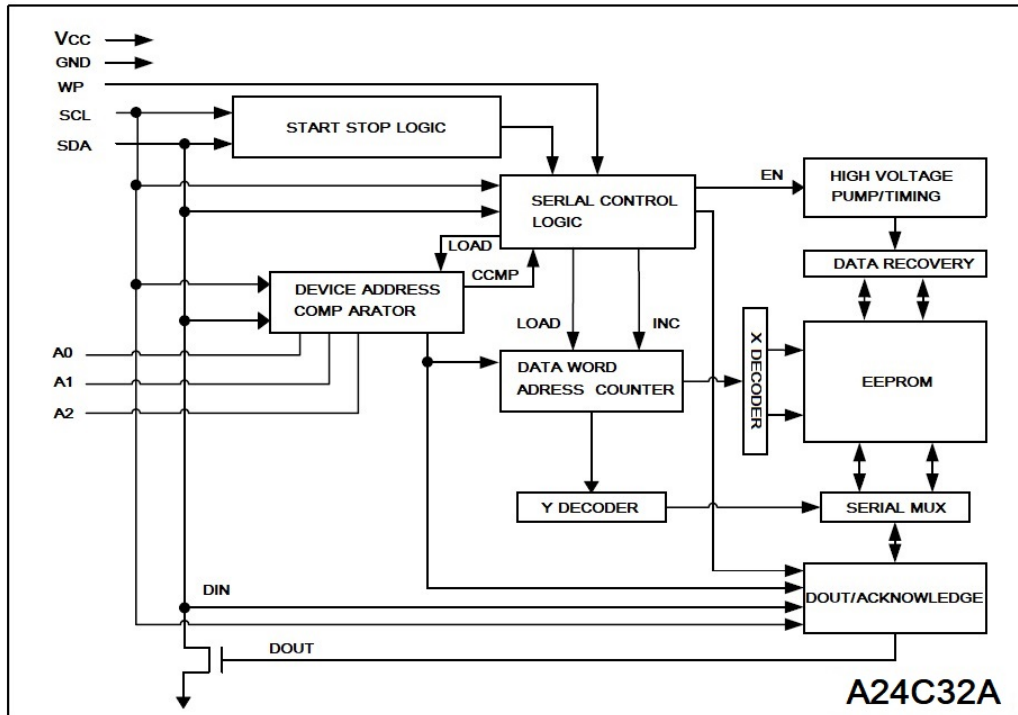 VCC
GND
WP
SCL
SDA
START STOP LOGIC
SERLAL CONTROL
LOGIC
EN
HIGH VOLTAGE
PUMP/TIMING
LOAD
CCMP
DATA RECOVERY
DEVICE ADDRESS
COMP ARATOR
LOAD
INC
A0
A1
A2
DATA WORD
ADRESS COUNTER
X DECODER
EEPROM
Y DECODER
SERIAL MUX
DIN
DOUT/ACKNOWLEDGE
DOUT
A24C32A